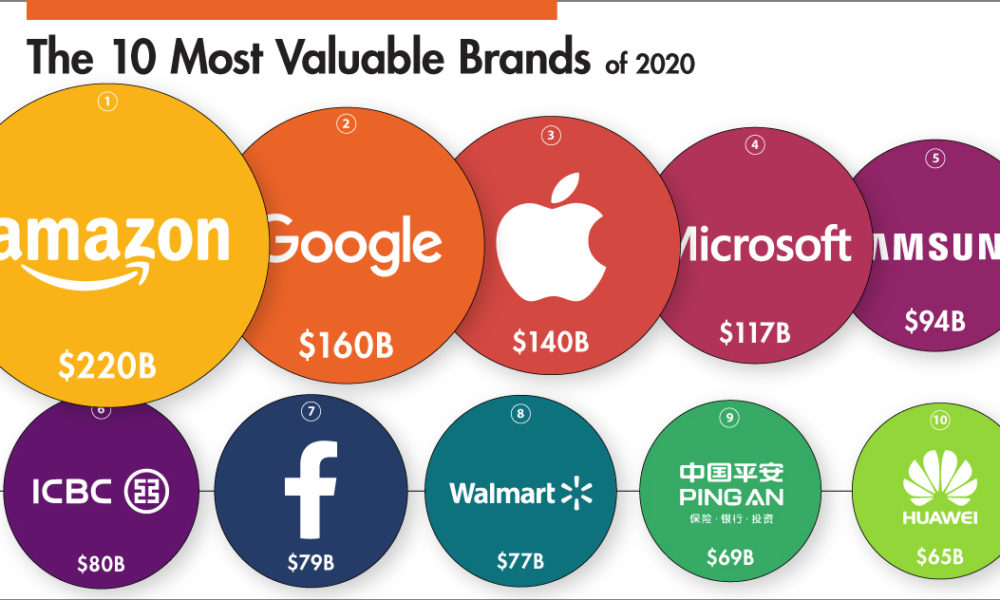 The 10 Most Valuable Brands of 2020
1
amazon
$220B
2
Google
$160B
3
$140B
4
Microsoft
$117B
5
AMSUN
$94B
6
ICBC
$80B
7
f
$79B
8
Walmart
$77B
9
中国平安
PING AN
保险·银行·投资
$69B
10
HUAWEI
$65B